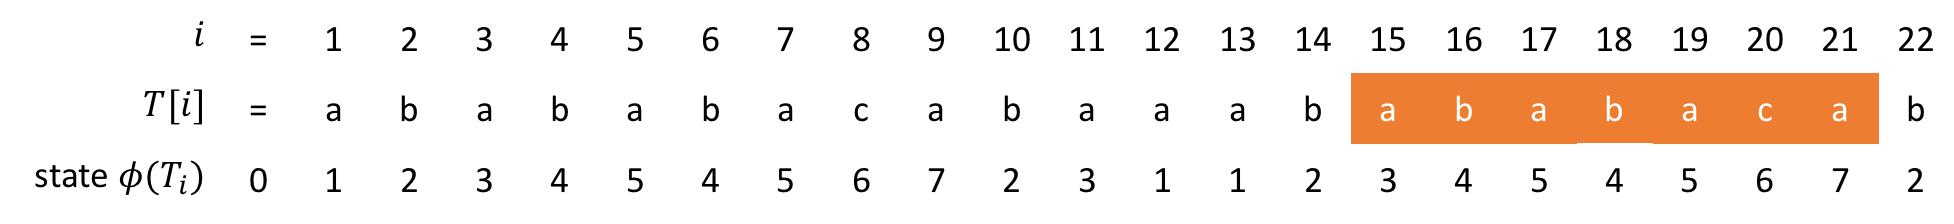 i = 1 2 3 4 5 6 7 8 9 10 11 12 13 14 15 16 17 18 19 20 21 22
T[i] = a b a b a b a c a b a a a b a b a b a c a b
state ϕ(Tᵢ) 0 1 2 3 4 5 4 5 6 7 2 3 1 1 2 3 4 5 4 5 6 7 2